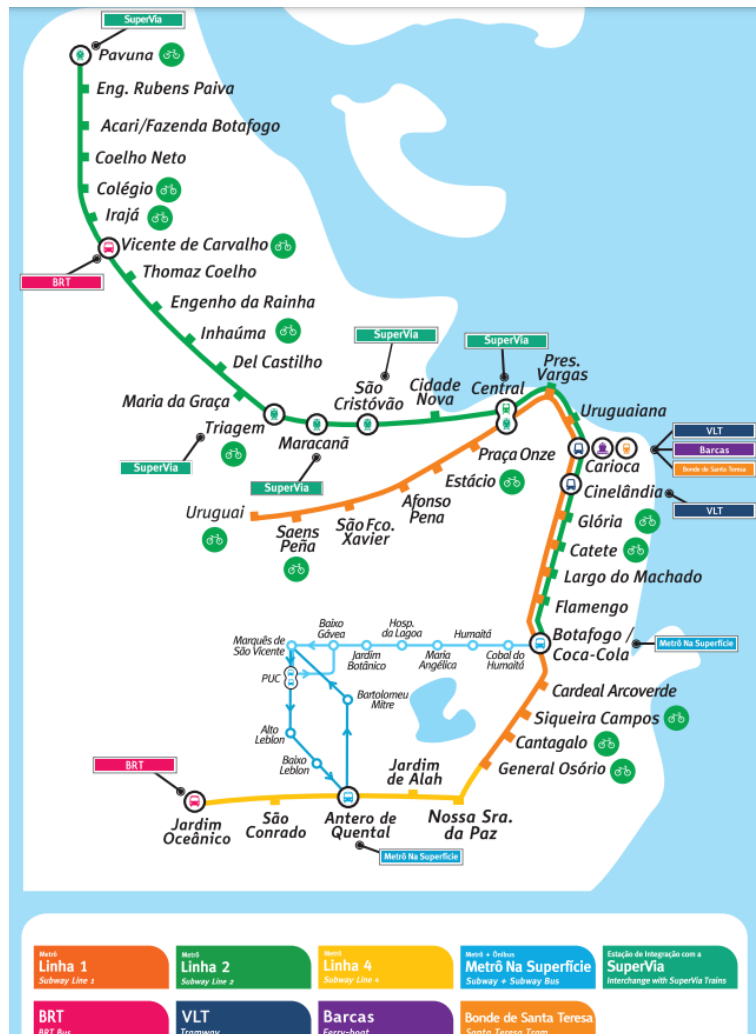 SuperVia
Pavuna
Eng. Rubens Paiva
Acari/Fazenda Botafogo
Coelho Neto
Colégio
Irajá
Vicente de Carvalho
BRT
Thomaz Coelho
Engenho da Rainha
Inhaúma
Del Castilho
Maria da Graça
Triagem
SuperVia
Maracanã
SuperVia
SuperVia
São
Cristóvão
Cidade
Nova
SuperVia
Central
Pres.
Vargas
Uruguaiana
Carioca
VLT
Barcas
Bonde de Santa Teresa
Cinelândia
VLT
Praça Onze
Estácio
Afonso
Pena
São Fco.
Xavier
Saens
Peña
Uruguai
Glória
Catete
Largo do Machado
Flamengo
Botafogo /
Coca-Cola
Metrô Na Superfície
Cardeal Arcoverde
Siqueira Campos
Cantagalo
General Osório
Marquês de
São Vicente
Baixo
Gávea
Jardim
Botânico
Hosp.
da Lagoa
Maria
Angélica
Humaitá
Cobal do
Humaitá
PUC
Bartolomeu
Mitre
Alto
Leblon
Baixo
Leblon
BRT
Jardim
Oceânico
São
Conrado
Antero de
Quental
Metrô Na Superfície
Jardim
de Alah
Nossa Sra.
da Paz
Metrô
Linha 1
Subway Line 1
Metrô
Linha 2
Subway Line 2
Metrô
Linha 4
Subway Line 4
Metrô + Ônibus
Metrô Na Superfície
Subway + Subway Bus
Estação de Integração com a
SuperVia
Interchange with SuperVia Trains
BRT
BRT Bus
VLT
Tramway
Barcas
Ferry-boat
Bonde de Santa Teresa
Santa Teresa Tram